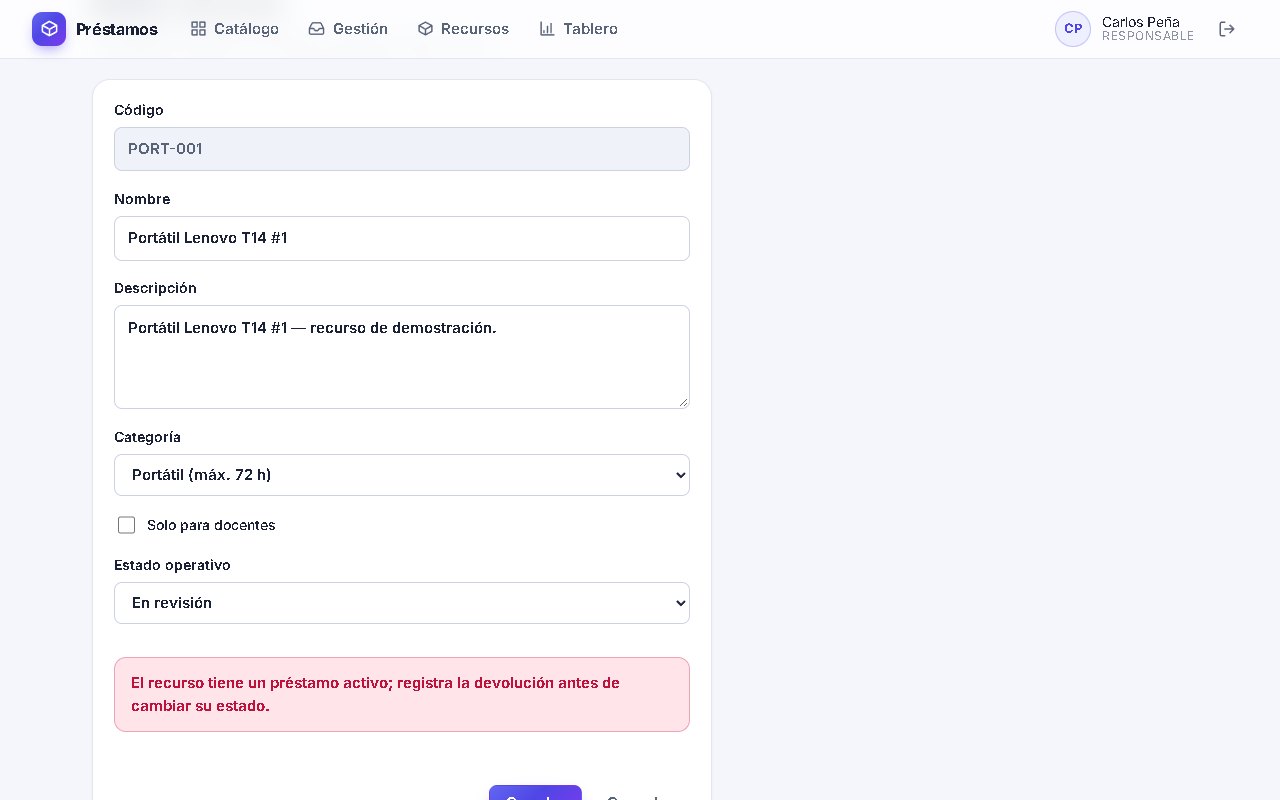 Préstamos
Catálogo
Gestión
Recursos
Tablero
CP
Carlos Peña
RESPONSABLE
Código
PORT-001
Nombre
Portátil Lenovo T14 #1
Descripción
Portátil Lenovo T14 #1 — recurso de demostración.
Categoría
Portátil (máx. 72 h)
Solo para docentes
Estado operativo
En revisión
El recurso tiene un préstamo activo; registra la devolución antes de
cambiar su estado.